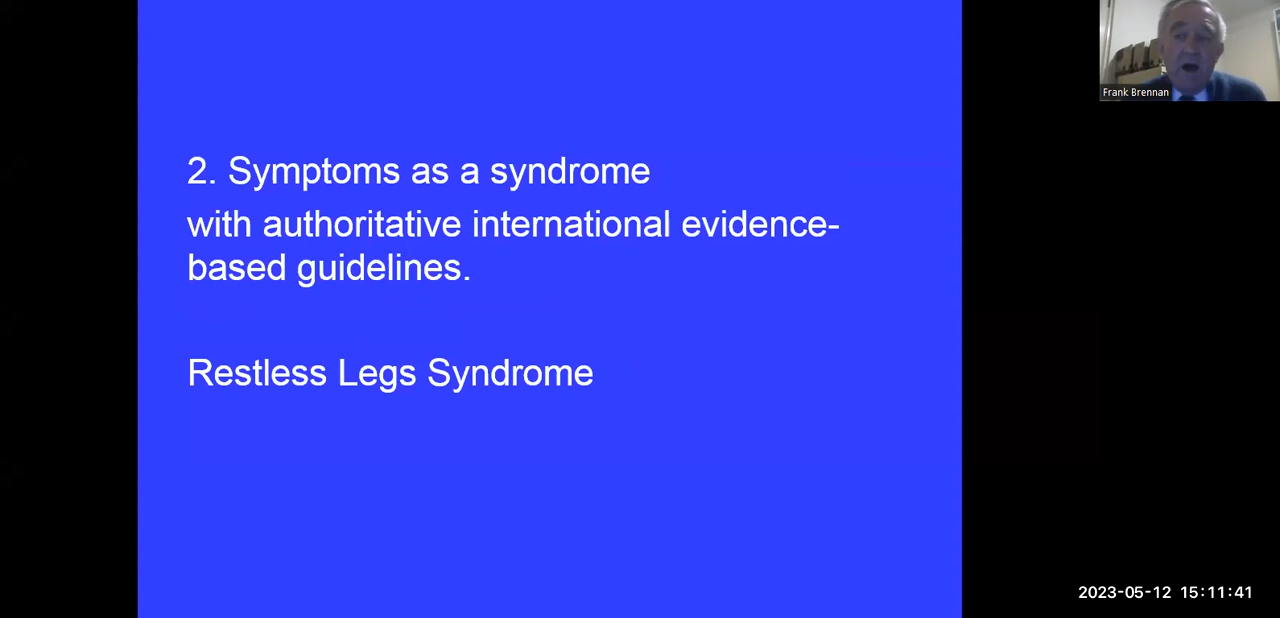 Frank Brennan
2. Symptoms as a syndrome
with authoritative international evidence-
based guidelines.
Restless Legs Syndrome
2023-05-12 15:11:41